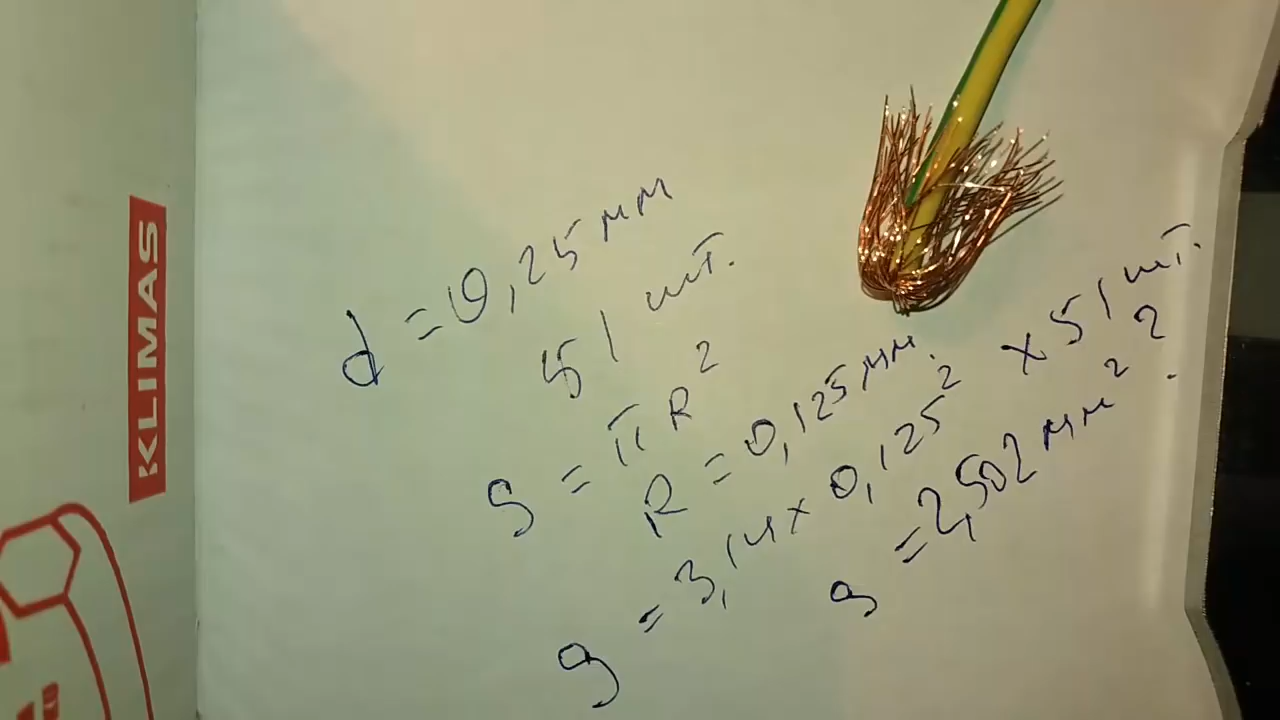 KLIMAS
d = 0,25 мм
51 шт.
S = πR²
R = 0,125 мм.
S = 3,14 x 0,125² x 51 шт.
S = 2,502 мм² ?